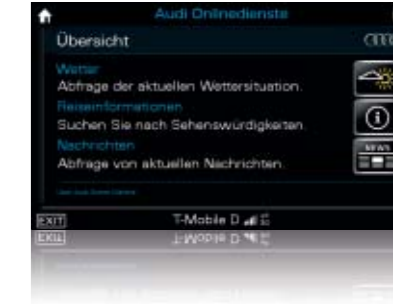 Audi Onlinedienste
Übersicht
Wetter
Abfrage der aktuellen Wettersituation.
Reiseinformationen
Suchen Sie nach Sehenswürdigkeiten.
Nachrichten
NEWS
Abfrage von aktuellen Nachrichten.
EXIT
T-Mobile D